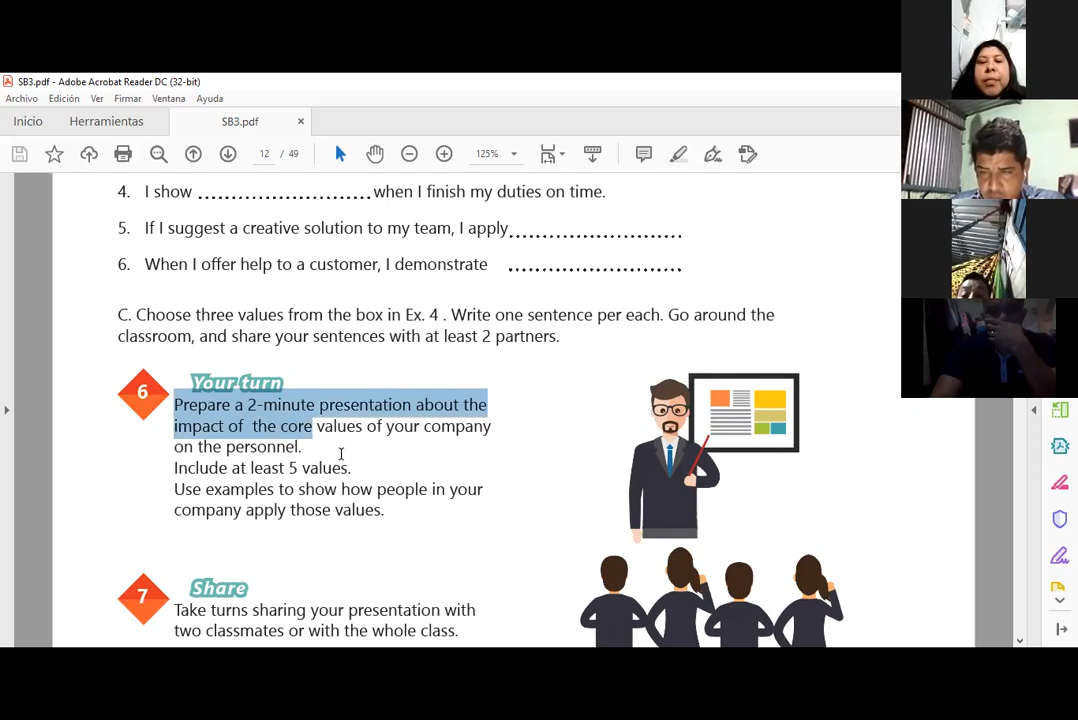 SB3.pdf - Adobe Acrobat Reader DC (32-bit)
Archivo Edición Ver Firmar Ventana Ayuda
Inicio Herramientas SB3.pdf ×
12 / 49 125%
4. I show ........................... when I finish my duties on time.
5. If I suggest a creative solution to my team, I apply...........................
6. When I offer help to a customer, I demonstrate ...........................
C. Choose three values from the box in Ex. 4 . Write one sentence per each. Go around the
classroom, and share your sentences with at least 2 partners.
6 Your turn
Prepare a 2-minute presentation about the
impact of the core values of your company
on the personnel.
Include at least 5 values.
Use examples to show how people in your
company apply those values.
7 Share
Take turns sharing your presentation with
two classmates or with the whole class.